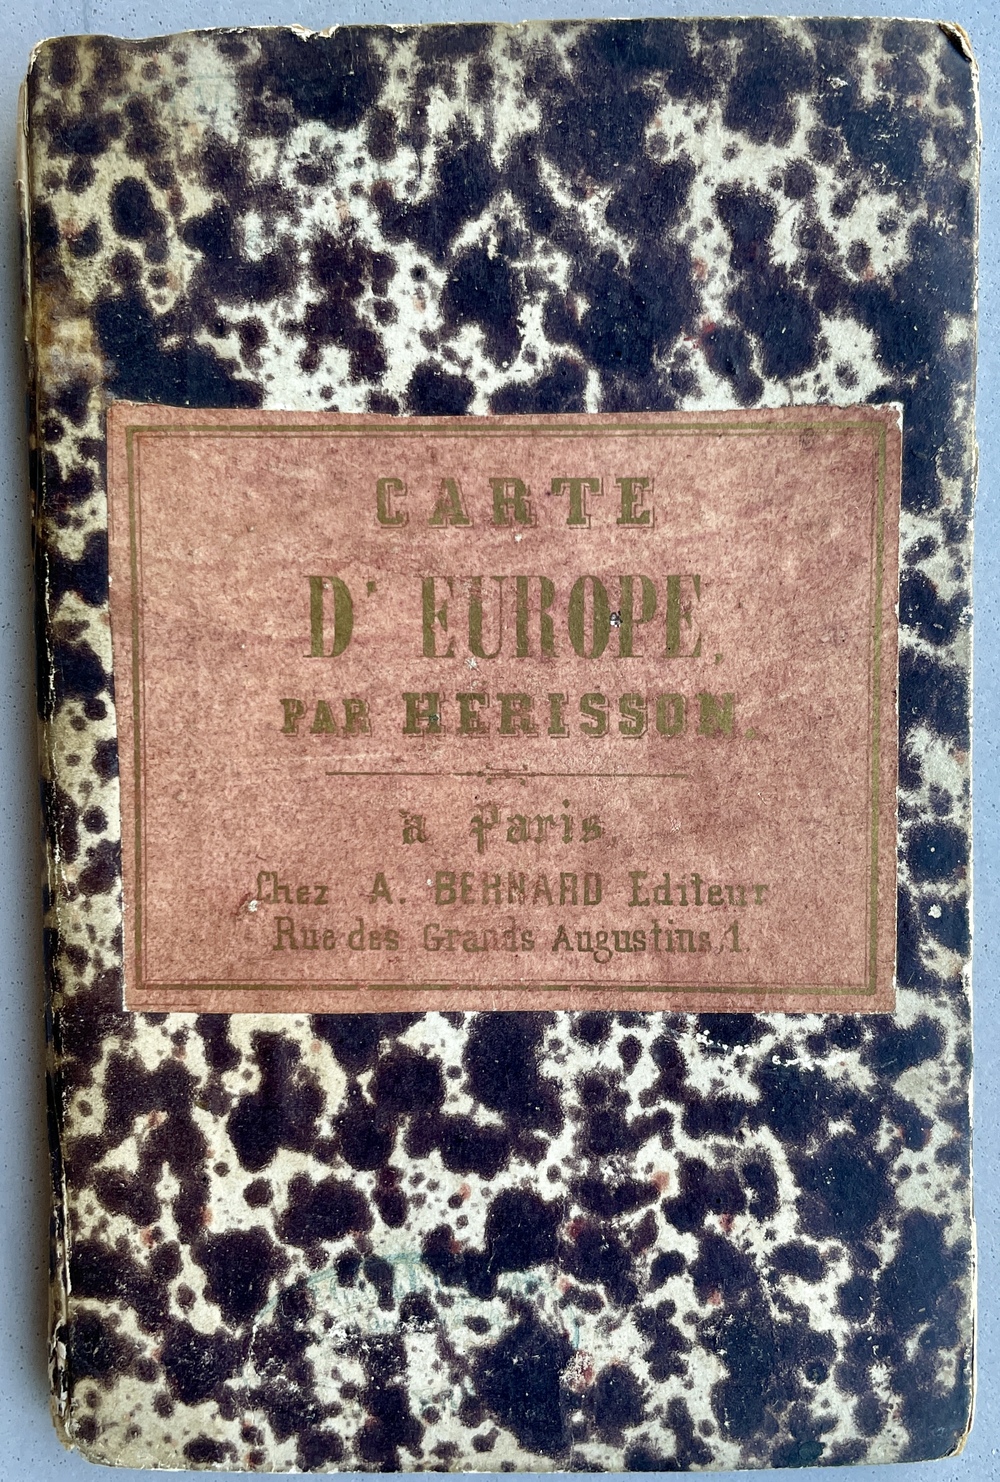 CARTE
D' EUROPE,
PAR HERISSON.
à Paris
Chez A. BERNARD Editeur
Rue des Grands Augustins, 1.